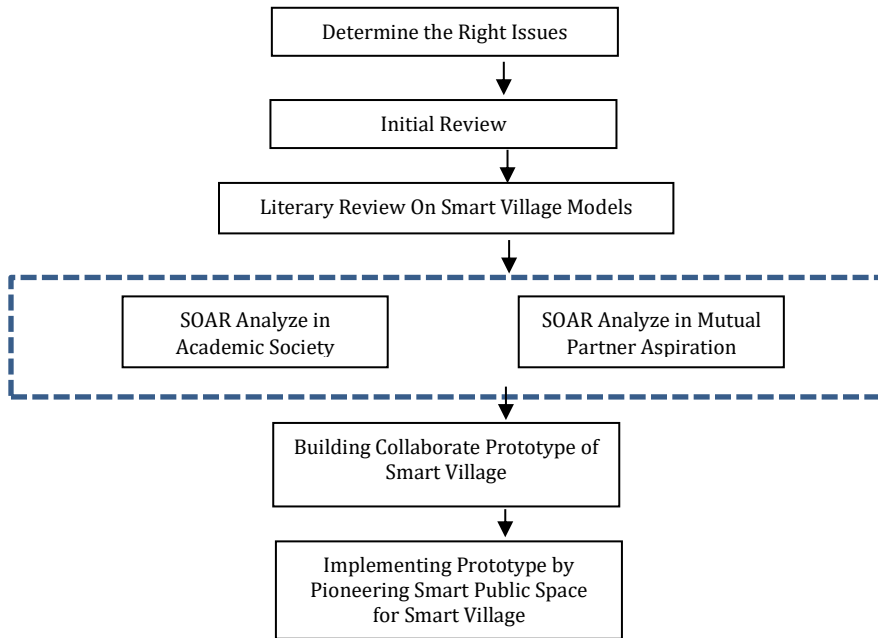 Determine the Right Issues
Initial Review
Literary Review On Smart Village Models
SOAR Analyze in
Academic Society
SOAR Analyze in Mutual
Partner Aspiration
Building Collaborate Prototype of
Smart Village
Implementing Prototype by
Pioneering Smart Public Space
for Smart Village